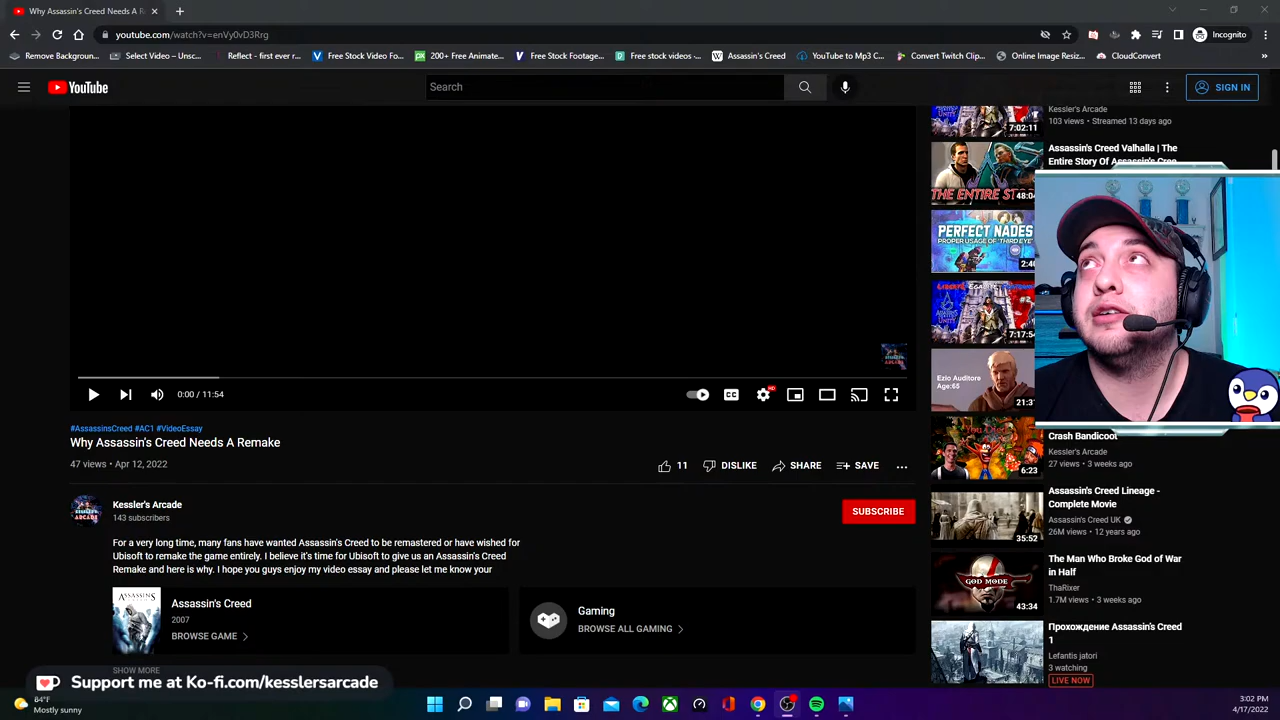 Why Assassin's Creed Needs A R
youtube.com/watch?v=enVy0vD3Rrg
Incognito
Remove Background...
Select Video — Unsc...
Reflect - first ever r...
Free Stock Video Fo...
200+ Free Animate...
Free Stock Footage...
Free stock videos -...
Assassin's Creed
YouTube to Mp3 C...
Convert Twitch Clip...
Online Image Resiz...
YouTube
Search
SIGN IN
0:00 / 11:54
HD
CC
#AssassinsCreed #AC1 #VideoEssay
Why Assassin's Creed Needs A Remake
47 views • Apr 12, 2022
11
DISLIKE
SHARE
SAVE
Kessler's Arcade
143 subscribers
SUBSCRIBE
For a very long time, many fans have wanted Assassin's Creed to be remastered or have wished
for Ubisoft to remake the game entirely. I believe it's time for Ubisoft to give us an Assassin's Creed
Remake and here is why. I hope you guys enjoy my video essay and please let me know your
ASSASSINS
Assassin's Creed
2007
BROWSE GAME
Gaming
BROWSE ALL GAMING
SHOW MORE
Support me at Ko-fi.com/kesslersarcade
7:02:11
Kessler's Arcade
103 views • Streamed 13 days ago
THE ENTIRE ST
48:04
Assassin's Creed Valhalla | The
Entire Story Of Assassin's Cree
PERFECT NADES
PROPER USAGE OF 'THIRD EYE'
7:17:54
Ezio Auditore
Age:65
You Died
6:23
Crash Bandicoot
Kessler's Arcade
27 views • 3 weeks ago
35:52
Assassin's Creed Lineage -
Complete Movie
Assassin's Creed UK
26M views • 12 years ago
GOD MODE
43:34
The Man Who Broke God of War
in Half
ThaRixer
1.7M views • 3 weeks ago
Прохождение Assassin's Creed
1
Lefantis jatori
3 watching
LIVE NOW
84°F
Mostly sunny
3:02 PM
4/17/2022